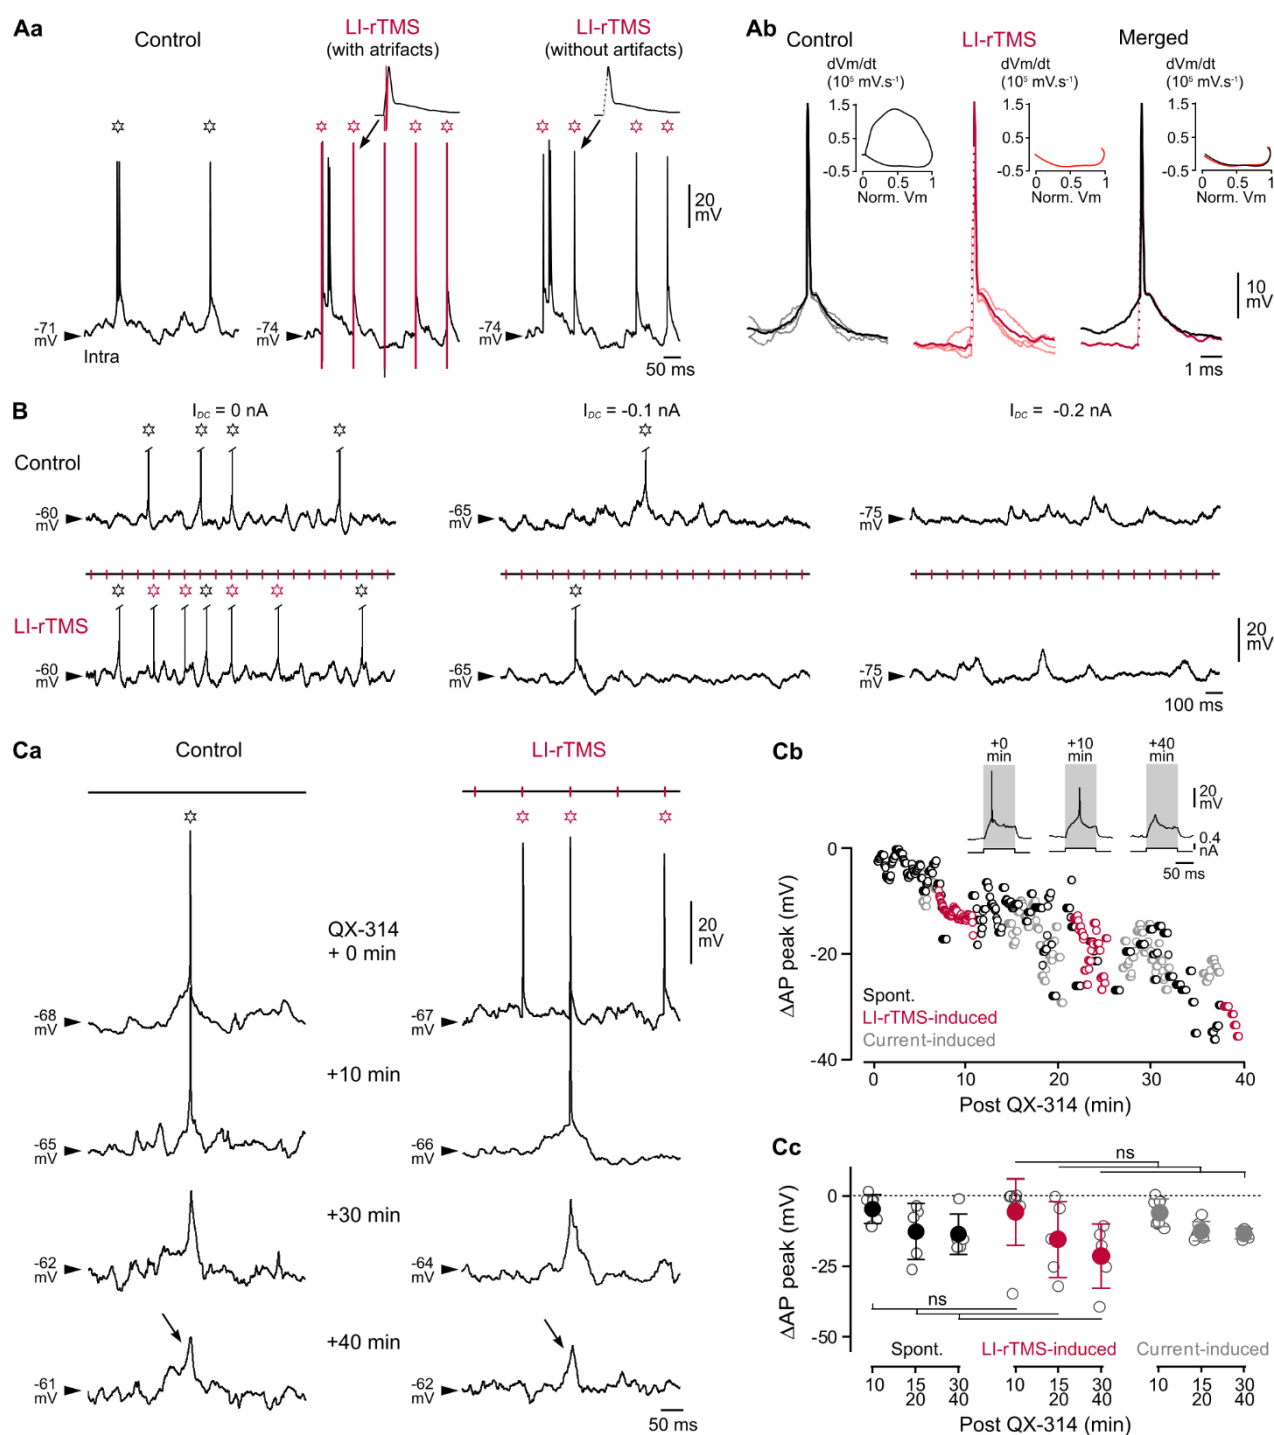 Aa
Control
LI-rTMS
(with atrifacts)
LI-rTMS
(without artifacts)
20
mV
-71
mV
Intra
-74
mV
-74
mV
50 ms
Ab
Control
LI-rTMS
Merged
dVm/dt
(10⁵ mV.s⁻¹)
1.5
0.5
-0.5
0 0.5 1
Norm. Vm
dVm/dt
(10⁵ mV.s⁻¹)
1.5
0.5
-0.5
0 0.5 1
Norm. Vm
dVm/dt
(10⁵ mV.s⁻¹)
1.5
0.5
-0.5
0 0.5 1
Norm. Vm
10
mV
1 ms
B
I_DC = 0 nA
I_DC = -0.1 nA
I_DC = -0.2 nA
Control
-60
mV
-65
mV
-75
mV
LI-rTMS
-60
mV
-65
mV
-75
mV
20
mV
100 ms
Ca
Control
LI-rTMS
QX-314
+ 0 min
20
mV
-68
mV
-67
mV
+10 min
-65
mV
-66
mV
+30 min
-62
mV
-64
mV
+40 min
-61
mV
-62
mV
50 ms
Cb
+0
min
+10
min
+40
min
20
mV
0.4
nA
50 ms
ΔAP peak (mV)
0
-20
-40
Spont.
LI-rTMS-induced
Current-induced
0 10 20 30 40
Post QX-314 (min)
Cc
ns
ΔAP peak (mV)
0
-25
-50
ns
Spont. LI-rTMS-induced Current-induced
10 15 30 10 15 30 10 15 30
20 40 20 40 20 40
Post QX-314 (min)